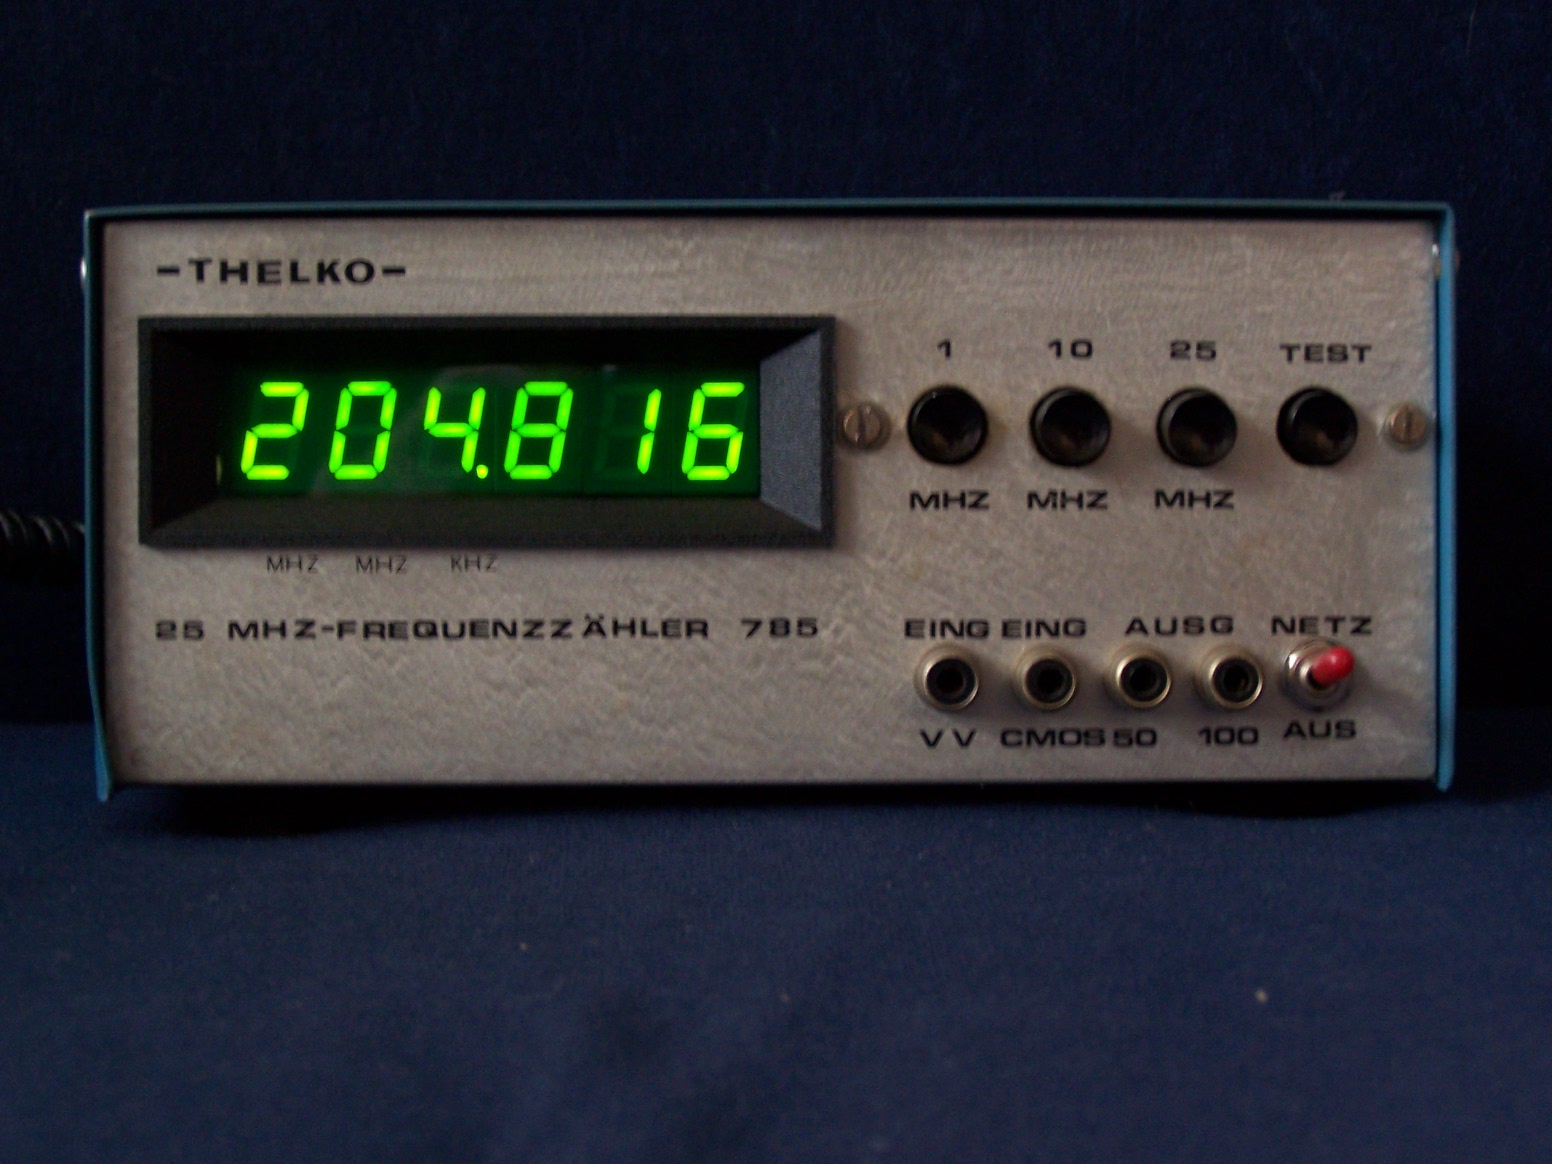 -THELKO-
204.816
1 10 25 TEST
MHZ MHZ MHZ
MHZ MHZ KHZ
25 MHZ-FREQUENZZÄHLER 785
EING EING AUSG NETZ
VV CMOS 50 100 AUS